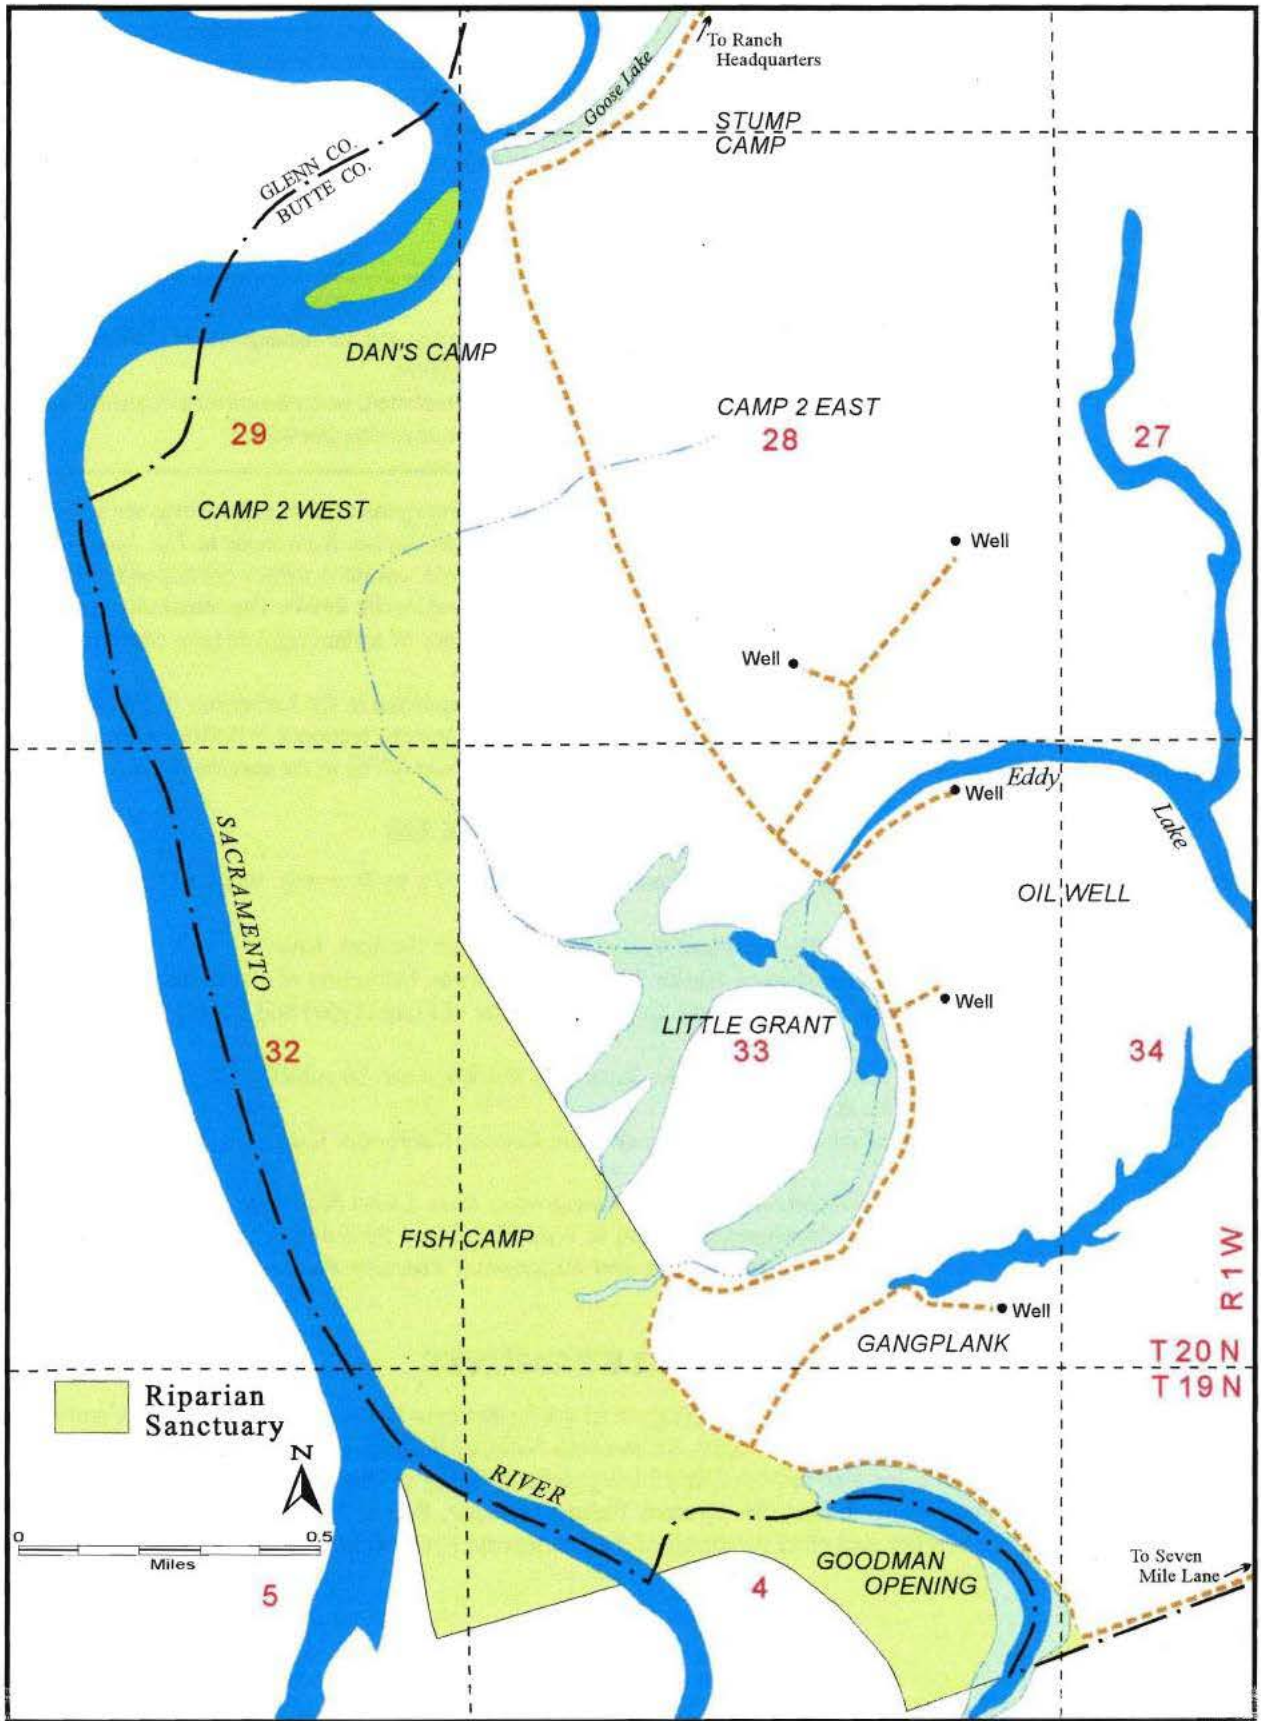 To Ranch
Headquarters
Goose Lake
STUMP
CAMP
GLENN CO.
BUTTE CO.
DAN'S CAMP
CAMP 2 EAST
29
28
27
CAMP 2 WEST
Well
Well
Eddy
Well
Lake
SACRAMENTO
OIL WELL
Well
LITTLE GRANT
32
33
34
FISH CAMP
R 1 W
Well
GANGPLANK
T 20 N
T 19 N
Riparian
Sanctuary
N
RIVER
0 0.5
Miles
GOODMAN
OPENING
To Seven
Mile Lane
5
4